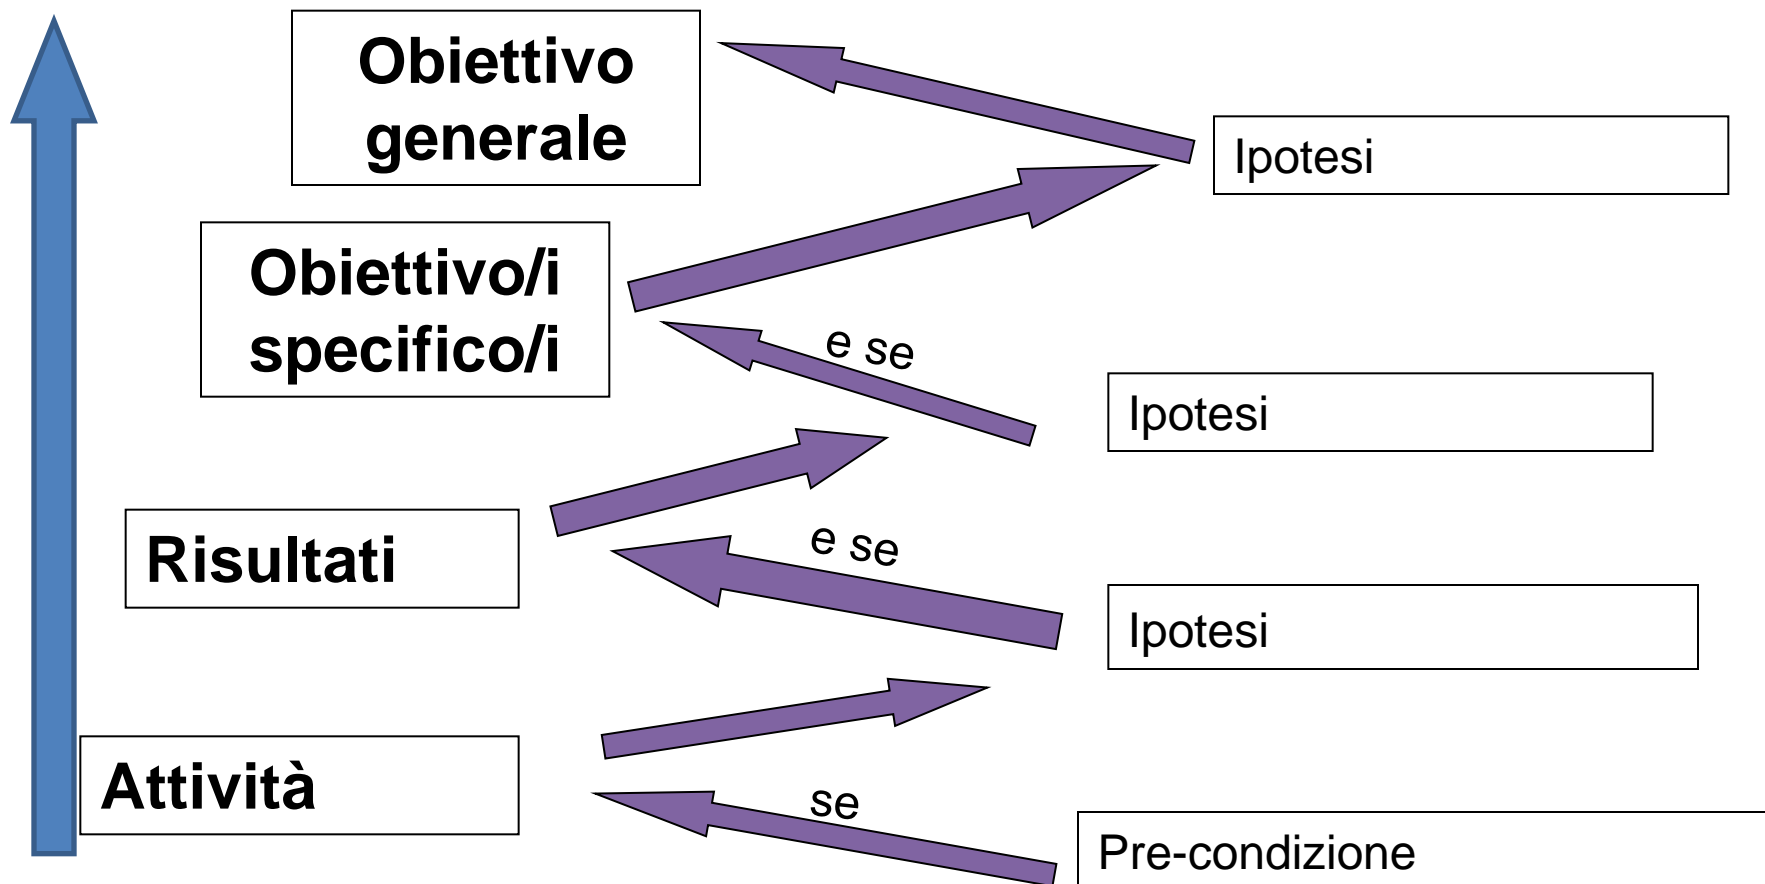 Obiettivo
generale
Ipotesi
Obiettivo/i
specifico/i
e se
Ipotesi
Risultati
e se
Ipotesi
Attività
se
Pre-condizione